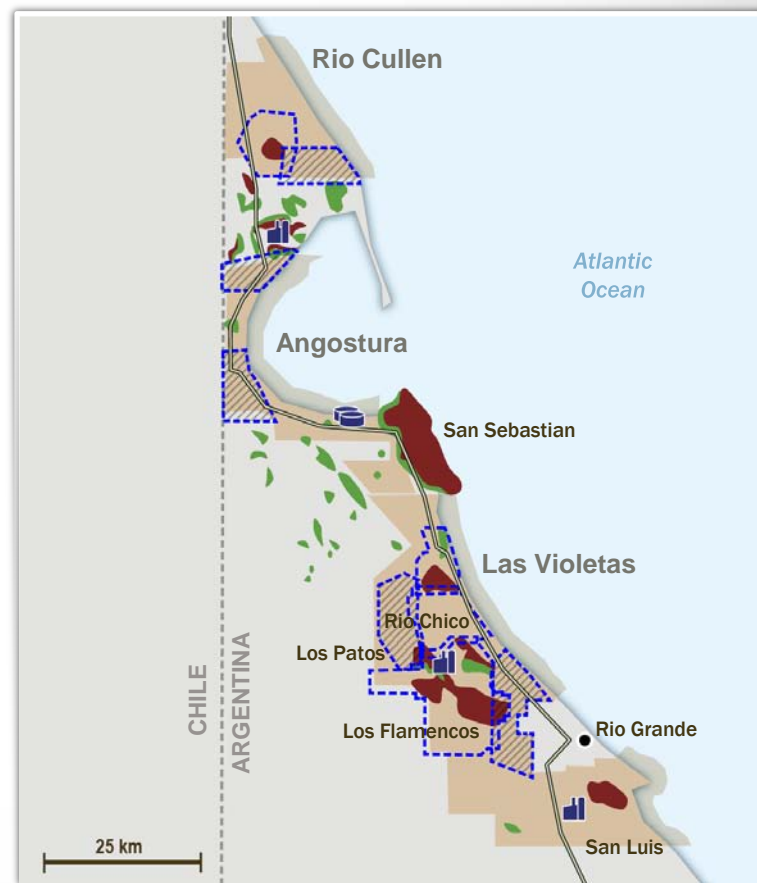 Rio Cullen
Atlantic
Ocean
Angostura
San Sebastian
Las Violetas
Rio Chico
Los Patos
CHILE
ARGENTINA
Los Flamencos
Rio Grande
25 km
San Luis